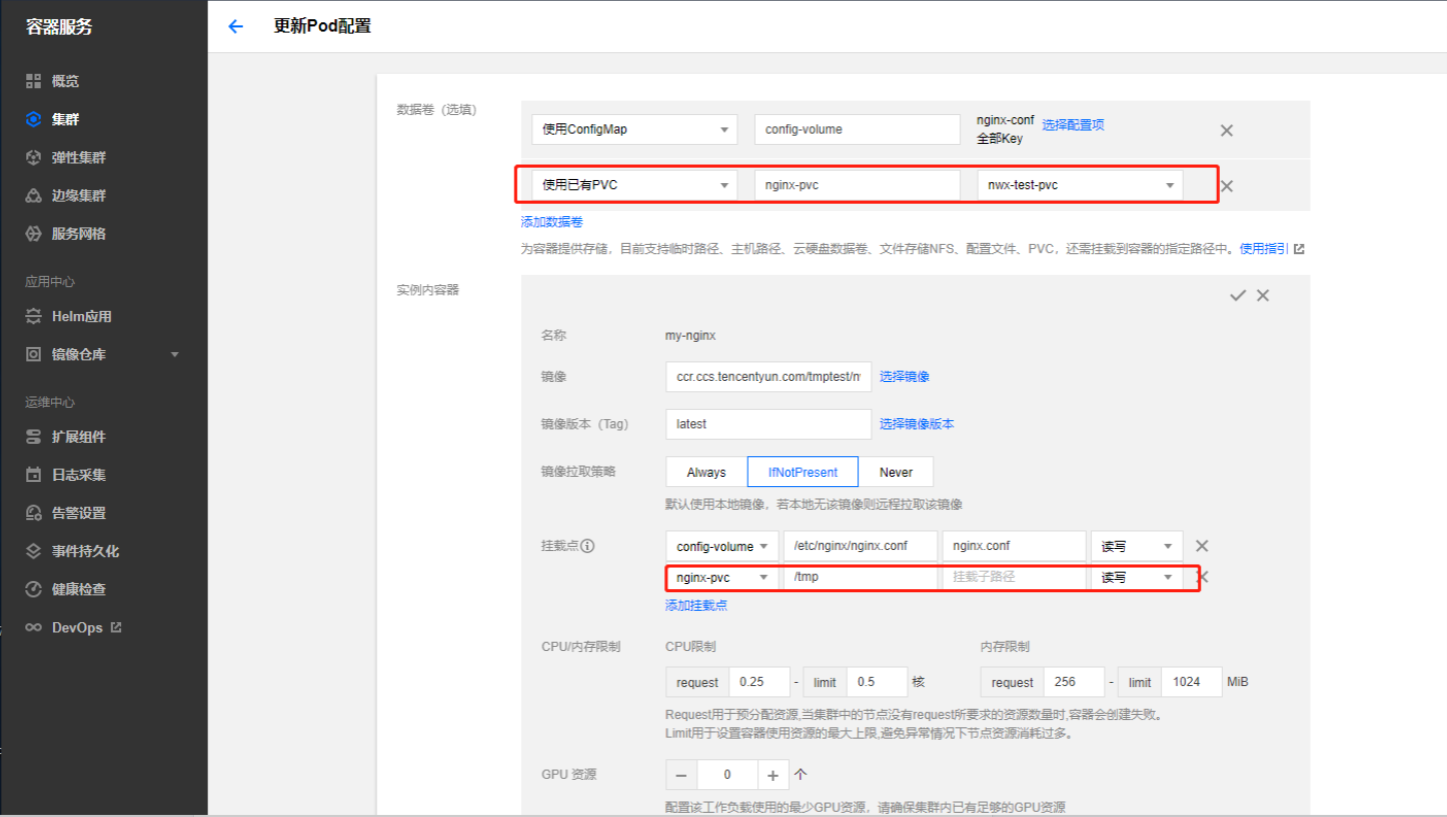 容器服务
更新Pod配置
概览
集群
弹性集群
边缘集群
服务网格
应用中心
Helm应用
镜像仓库
运维中心
扩展组件
日志采集
告警设置
事件持久化
健康检查
DevOps
数据卷（选填）
使用ConfigMap config-volume nginx-conf 选择配置项
全部Key
使用已有PVC nginx-pvc nwx-test-pvc
添加数据卷
为容器提供存储，目前支持临时路径、主机路径、云硬盘数据卷、文件存储NFS、配置文件、PVC，还需挂载到容器的指定路径中。使用指引
实例内容器
名称 my-nginx
镜像 ccr.ccs.tencentyun.com/tmptest/ 选择镜像
镜像版本（Tag） latest 选择镜像版本
镜像拉取策略 Always IfNotPresent Never
默认使用本地镜像，若本地无该镜像则远程拉取该镜像
挂载点 config-volume /etc/nginx/nginx.conf nginx.conf 读写
nginx-pvc /tmp 挂载子路径 读写
添加挂载点
CPU/内存限制 CPU限制 内存限制
request 0.25 - limit 0.5 核 request 256 - limit 1024 MiB
Request用于预分配资源,当集群中的节点没有request所要求的资源数量时,容器会创建失败。
Limit用于设置容器使用资源的最大上限,避免异常情况下节点资源消耗过多。
GPU 资源 － 0 + 个
配置该工作负载使用的最少GPU资源，请确保集群内已有足够的GPU资源